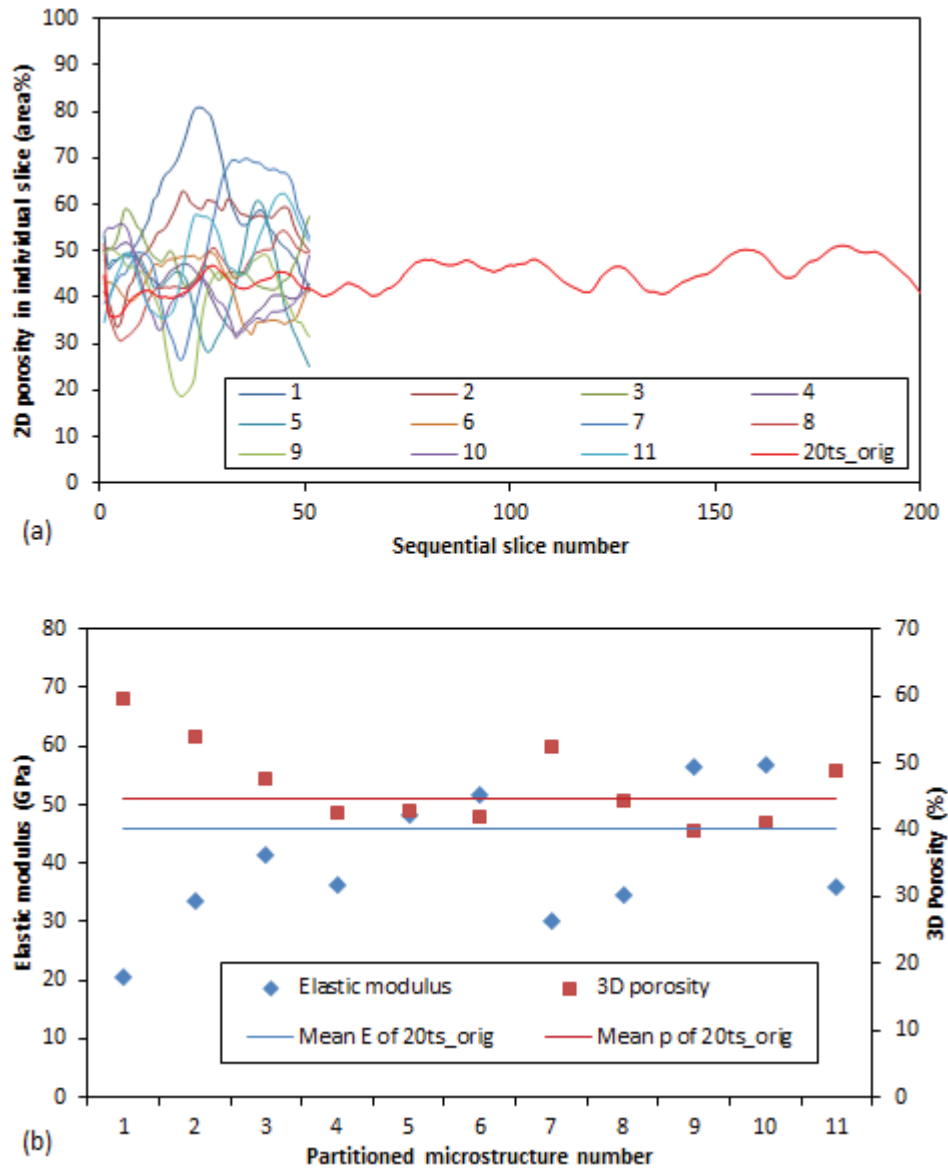 100
90
80
70
60
50
40
30
20
10
0
2D porosity in individual slice (area%)
1 2 3 4
5 6 7 8
9 10 11 20ts_orig
0 50 100 150 200
(a)
Sequential slice number
80
70
60
50
40
30
20
10
0
Elastic modulus (GPa)
70
60
50
40
30
20
10
0
3D Porosity (%)
Elastic modulus 3D porosity
Mean E of 20ts_orig Mean p of 20ts_orig
1 2 3 4 5 6 7 8 9 10 11
(b)
Partitioned microstructure number